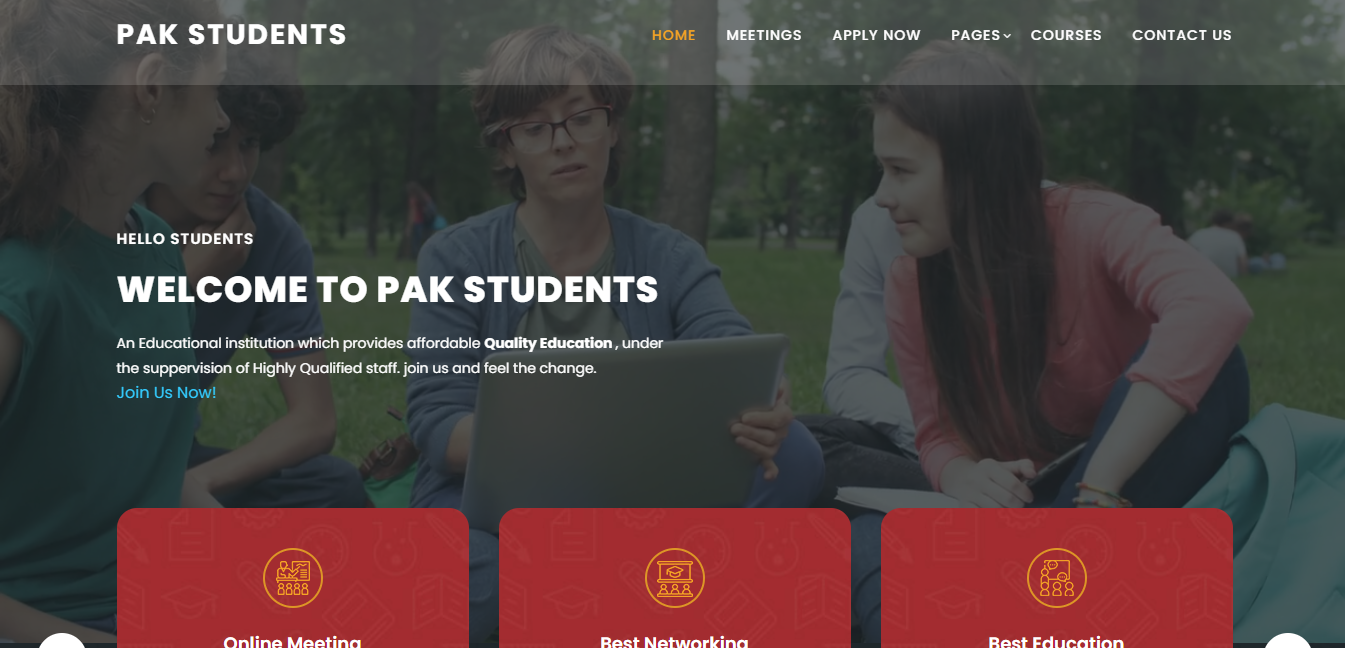 PAK STUDENTS
HOME MEETINGS APPLY NOW PAGES COURSES CONTACT US
HELLO STUDENTS
WELCOME TO PAK STUDENTS
An Educational institution which provides affordable Quality Education , under
the suppervision of Highly Qualified staff. join us and feel the change.
Join Us Now!
Online Meeting Best Networking Best Education